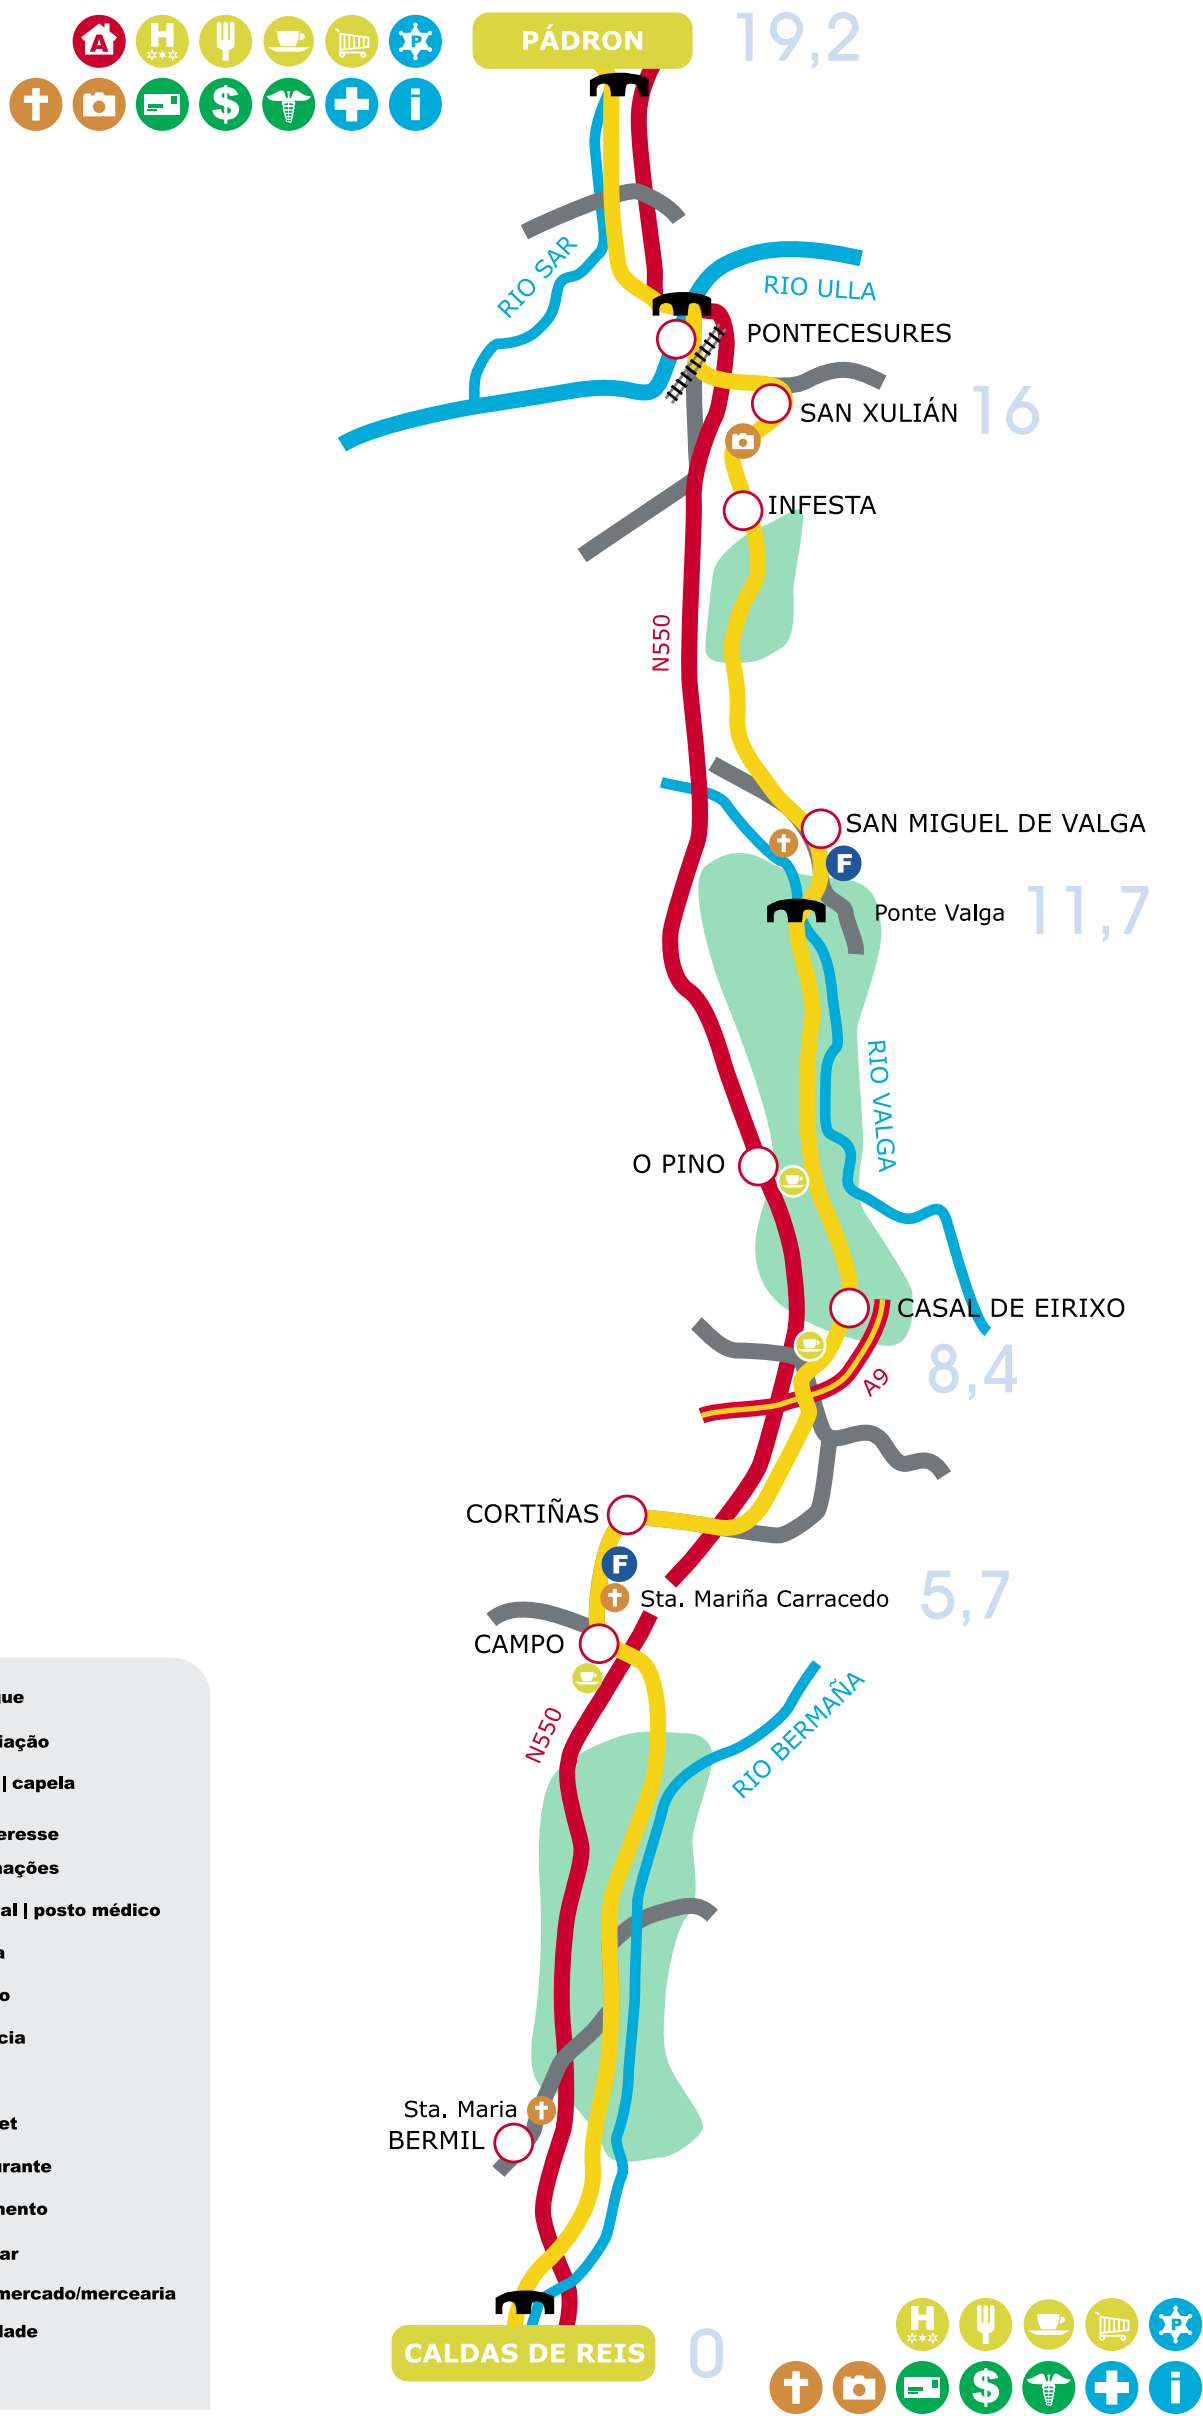 A
H
P
PÁDRON
19,2
$
i
RIO SAR
RIO ULLA
PONTECESURES
SAN XULIÁN
16
INFESTA
N550
SAN MIGUEL DE VALGA
F
Ponte Valga
11,7
RIO VALGA
O PINO
CASAL DE EIRIXO
8,4
A9
CORTIÑAS
F
Sta. Mariña Carracedo
5,7
CAMPO
N550
RIO BERMAÑA
| capela
eresse
al | posto médico
mercado/mercearia
Sta. Maria
BERMIL
H
P
CALDAS DE REIS
0
$
i